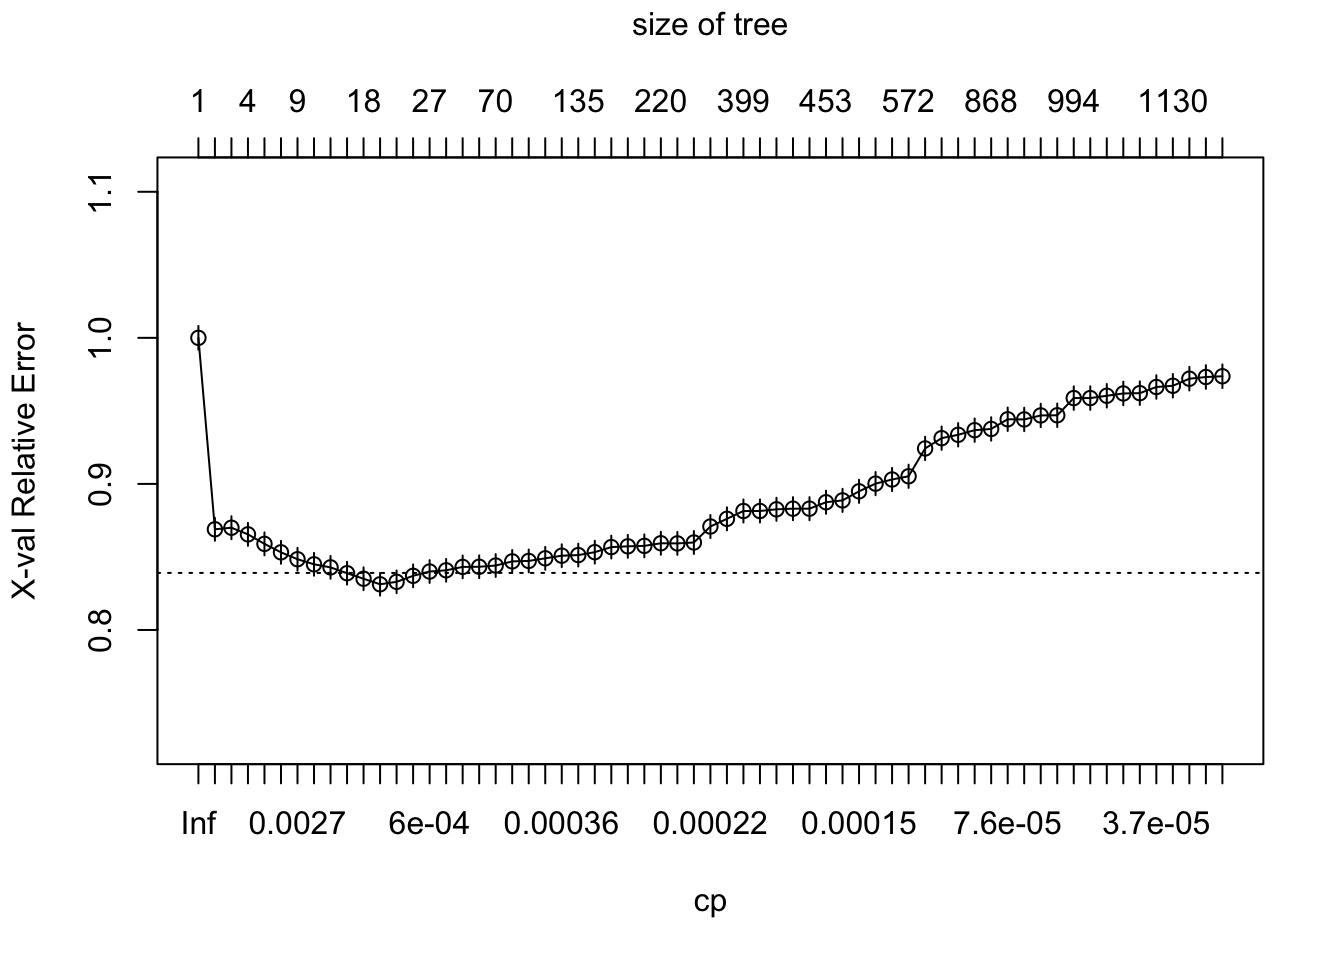 size of tree
1 4 9 18 27 70 135 220 399 453 572 868 994 1130
1.1
1.0
0.9
0.8
X-val Relative Error
Inf 0.0027 6e-04 0.00036 0.00022 0.00015 7.6e-05 3.7e-05
cp